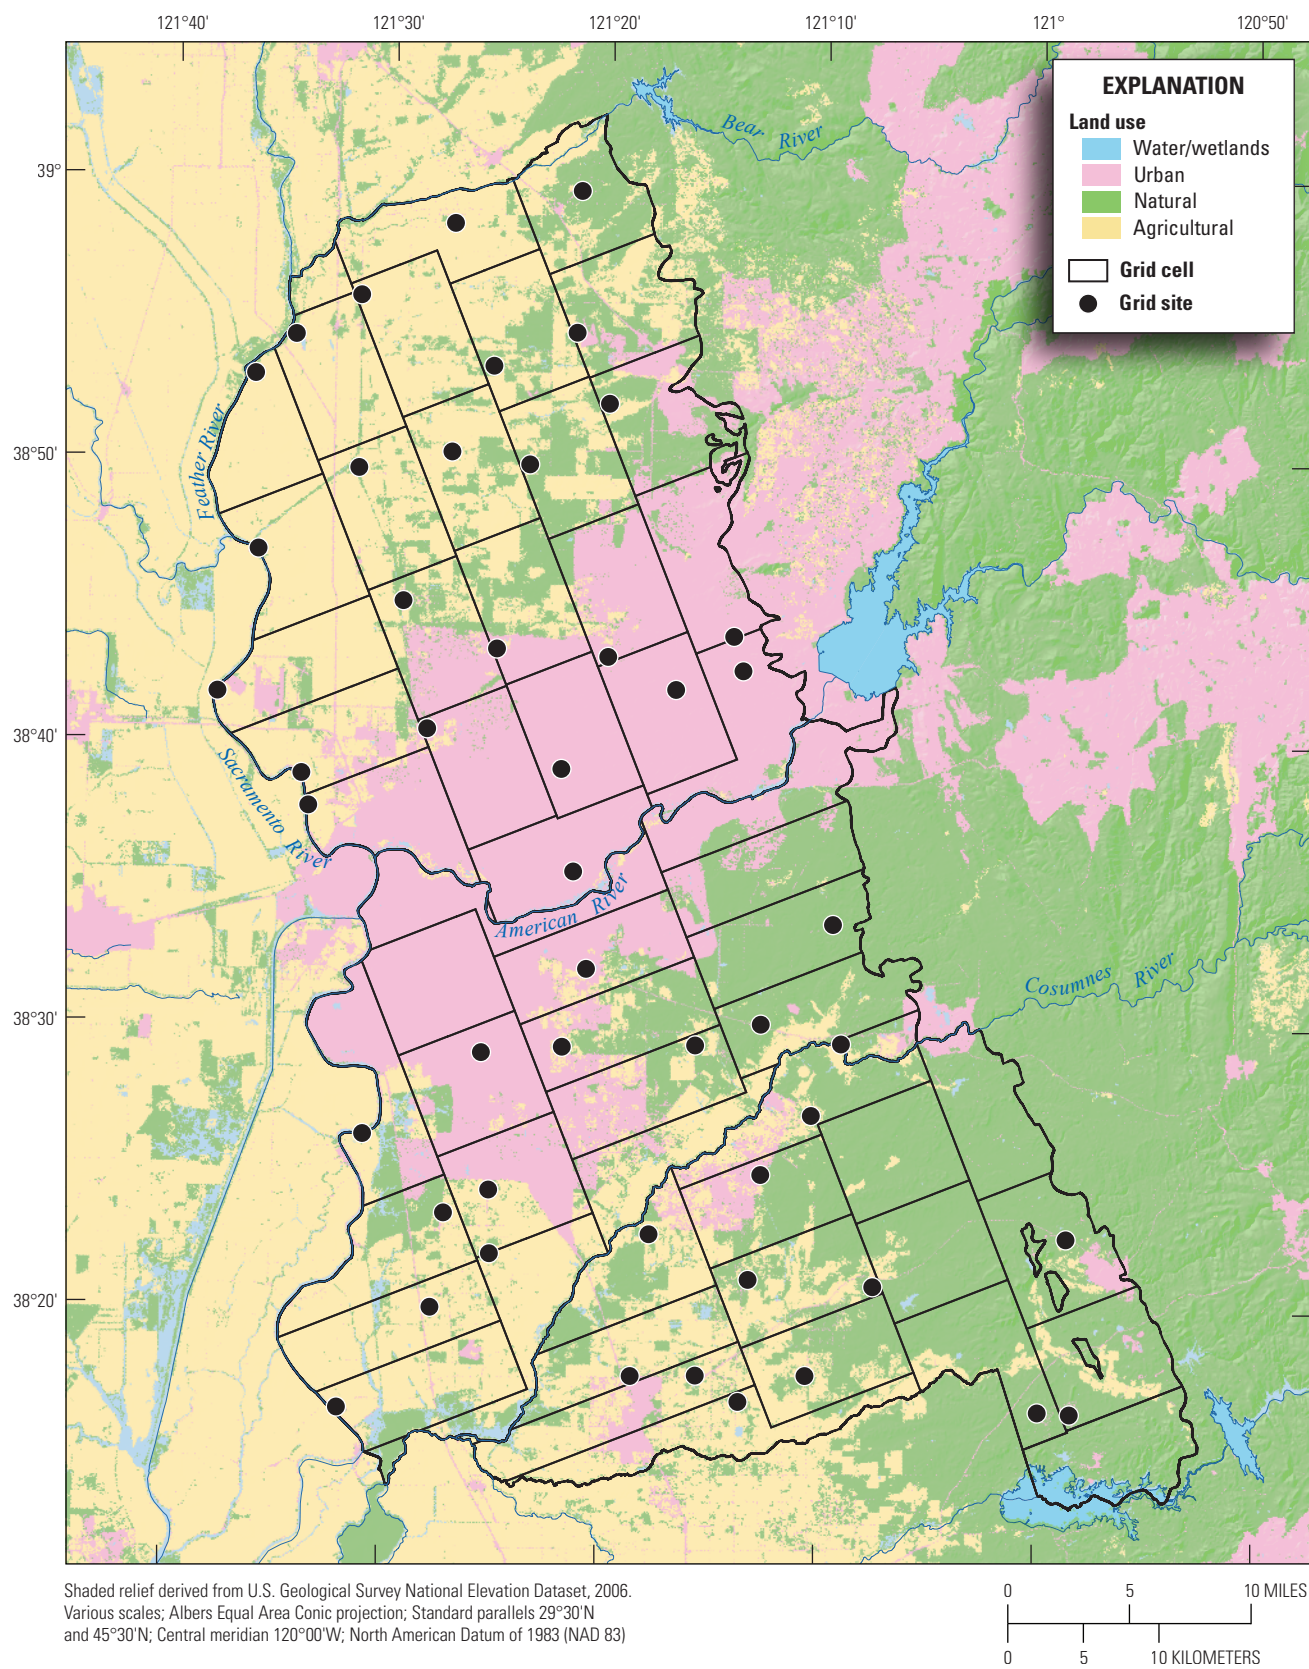 121°40' 121°30' 121°20' 121°10' 121° 120°50'
EXPLANATION
Land use
Water/wetlands
Urban
Natural
Agricultural
Grid cell
Grid site
Bear River
39°
38°50'
Feather River
38°40'
Sacramento River
American River
Cosumnes River
38°30'
38°20'
Shaded relief derived from U.S. Geological Survey National Elevation Dataset, 2006.
Various scales; Albers Equal Area Conic projection; Standard parallels 29°30'N
and 45°30'N; Central meridian 120°00'W; North American Datum of 1983 (NAD 83)
0 5 10 MILES
0 5 10 KILOMETERS